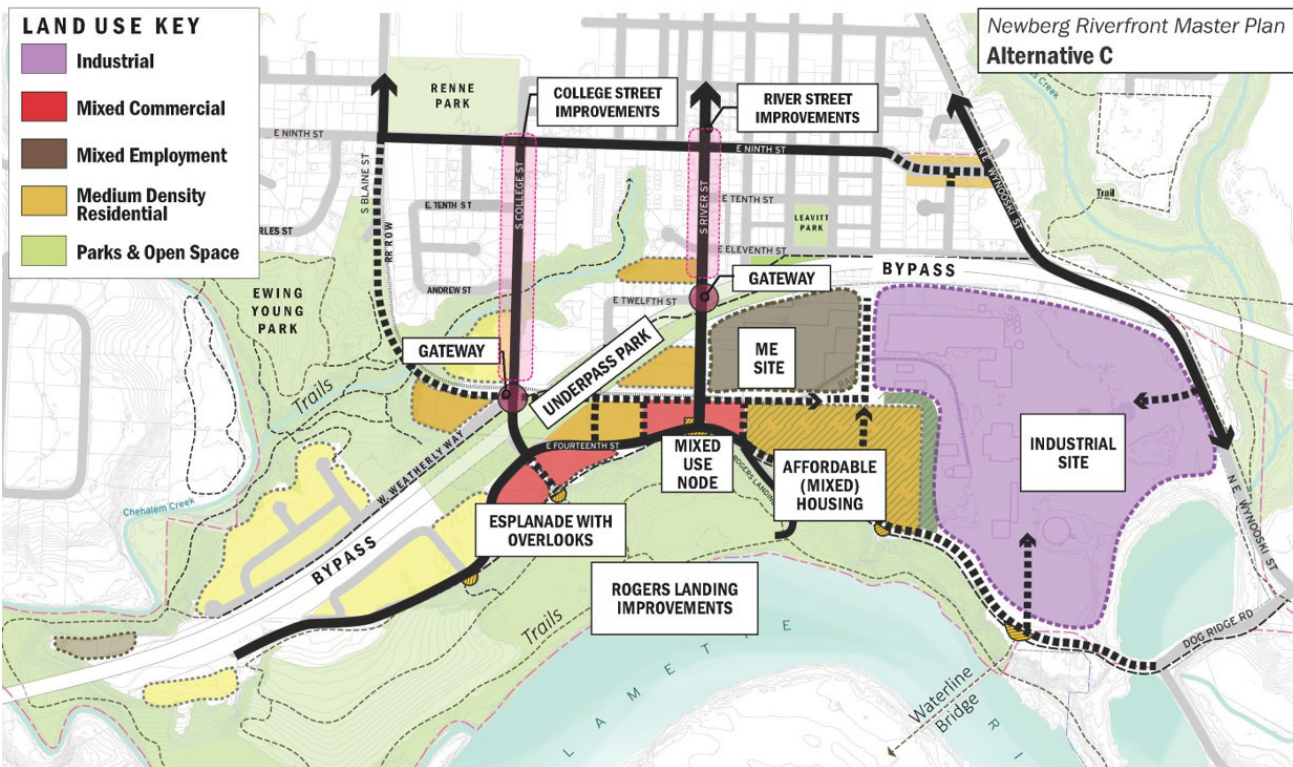 LAND USE KEY
Industrial
Mixed Commercial
Mixed Employment
Medium Density
Residential
Parks & Open Space
Newberg Riverfront Master Plan
Alternative C
RENNE
PARK
COLLEGE STREET
IMPROVEMENTS
RIVER STREET
IMPROVEMENTS
Creek
E NINTH ST
E NINTH ST
NE WYNOOSKI ST
Trail
S BLAINE ST
RR ROW
S COLLEGE ST
S RIVER ST
E. TENTH ST
E TENTH ST
LEAVITT
PARK
E ELEVENTH ST
ANDREW ST
E TWELFTH ST
GATEWAY
BYPASS
EWING
YOUNG
PARK
GATEWAY
UNDERPASS PARK
ME
SITE
Trails
W. WEATHERLY WAY
E FOURTEENTH ST
MIXED
USE
NODE
ROGERS LANDING
AFFORDABLE
(MIXED)
HOUSING
INDUSTRIAL
SITE
NE WYNOOSKI ST
Chehalem Creek
BYPASS
ESPLANADE WITH
OVERLOOKS
ROGERS LANDING
IMPROVEMENTS
Trails
DOG RIDGE RD
Waterline
Bridge
LAMETTE
RI